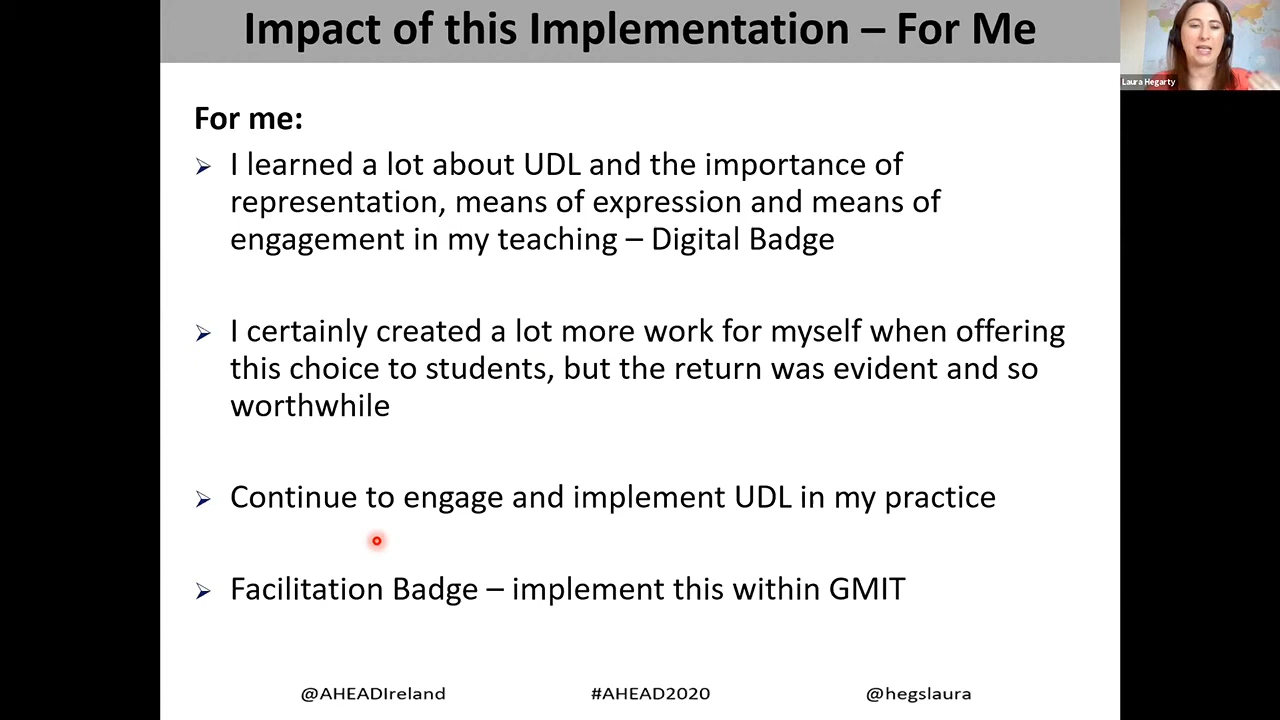 Impact of this Implementation – For Me
Laura Hegarty
For me:
➢ I learned a lot about UDL and the importance of
representation, means of expression and means of
engagement in my teaching – Digital Badge
➢ I certainly created a lot more work for myself when offering
this choice to students, but the return was evident and so
worthwhile
➢ Continue to engage and implement UDL in my practice
➢ Facilitation Badge – implement this within GMIT
@AHEADIreland #AHEAD2020 @hegslaura